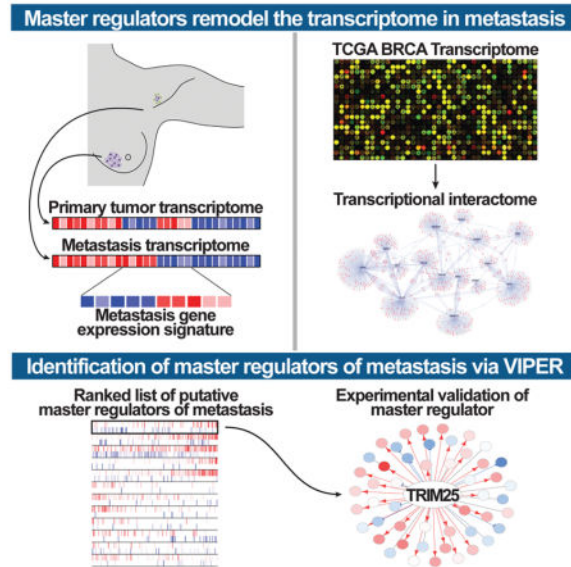 Master regulators remodel the transcriptome in metastasis
Primary tumor transcriptome
Metastasis transcriptome
Metastasis gene
expression signature
TCGA BRCA Transcriptome
Transcriptional interactome
Identification of master regulators of metastasis via VIPER
Ranked list of putative
master regulators of metastasis
Experimental validation of
master regulator
TRIM25